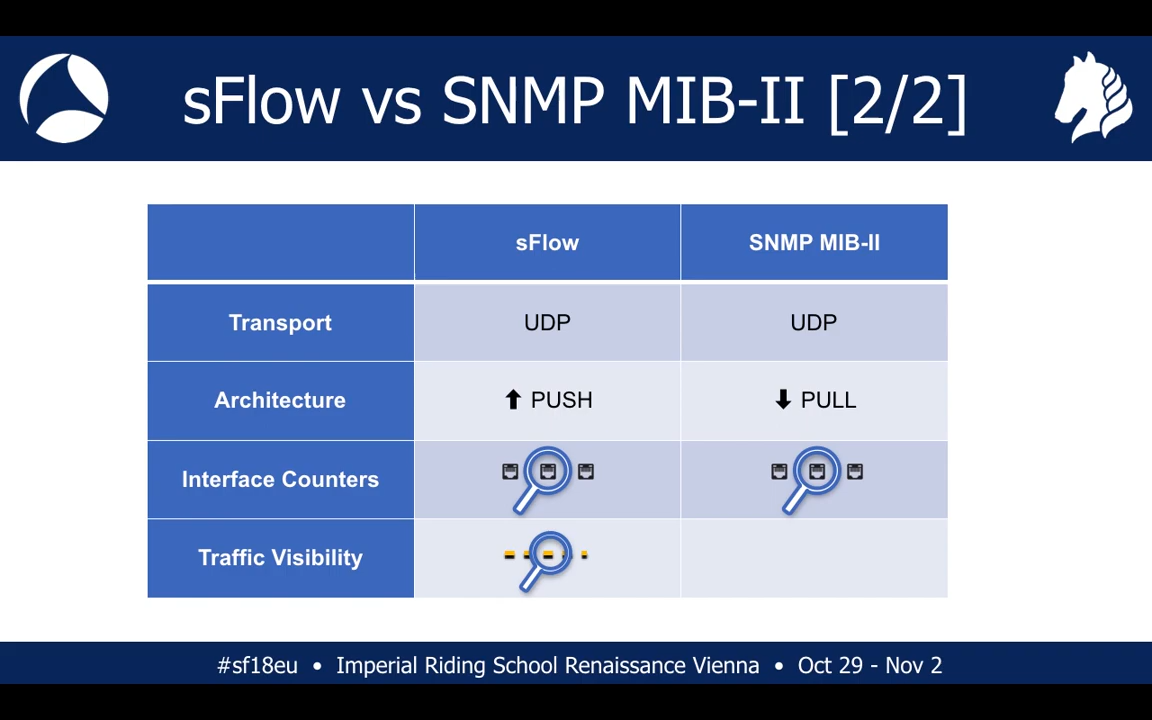 sFlow vs SNMP MIB-II [2/2]
sFlow SNMP MIB-II
Transport UDP UDP
Architecture ⬆ PUSH ⬇ PULL
Interface Counters
Traffic Visibility
#sf18eu • Imperial Riding School Renaissance Vienna • Oct 29 - Nov 2